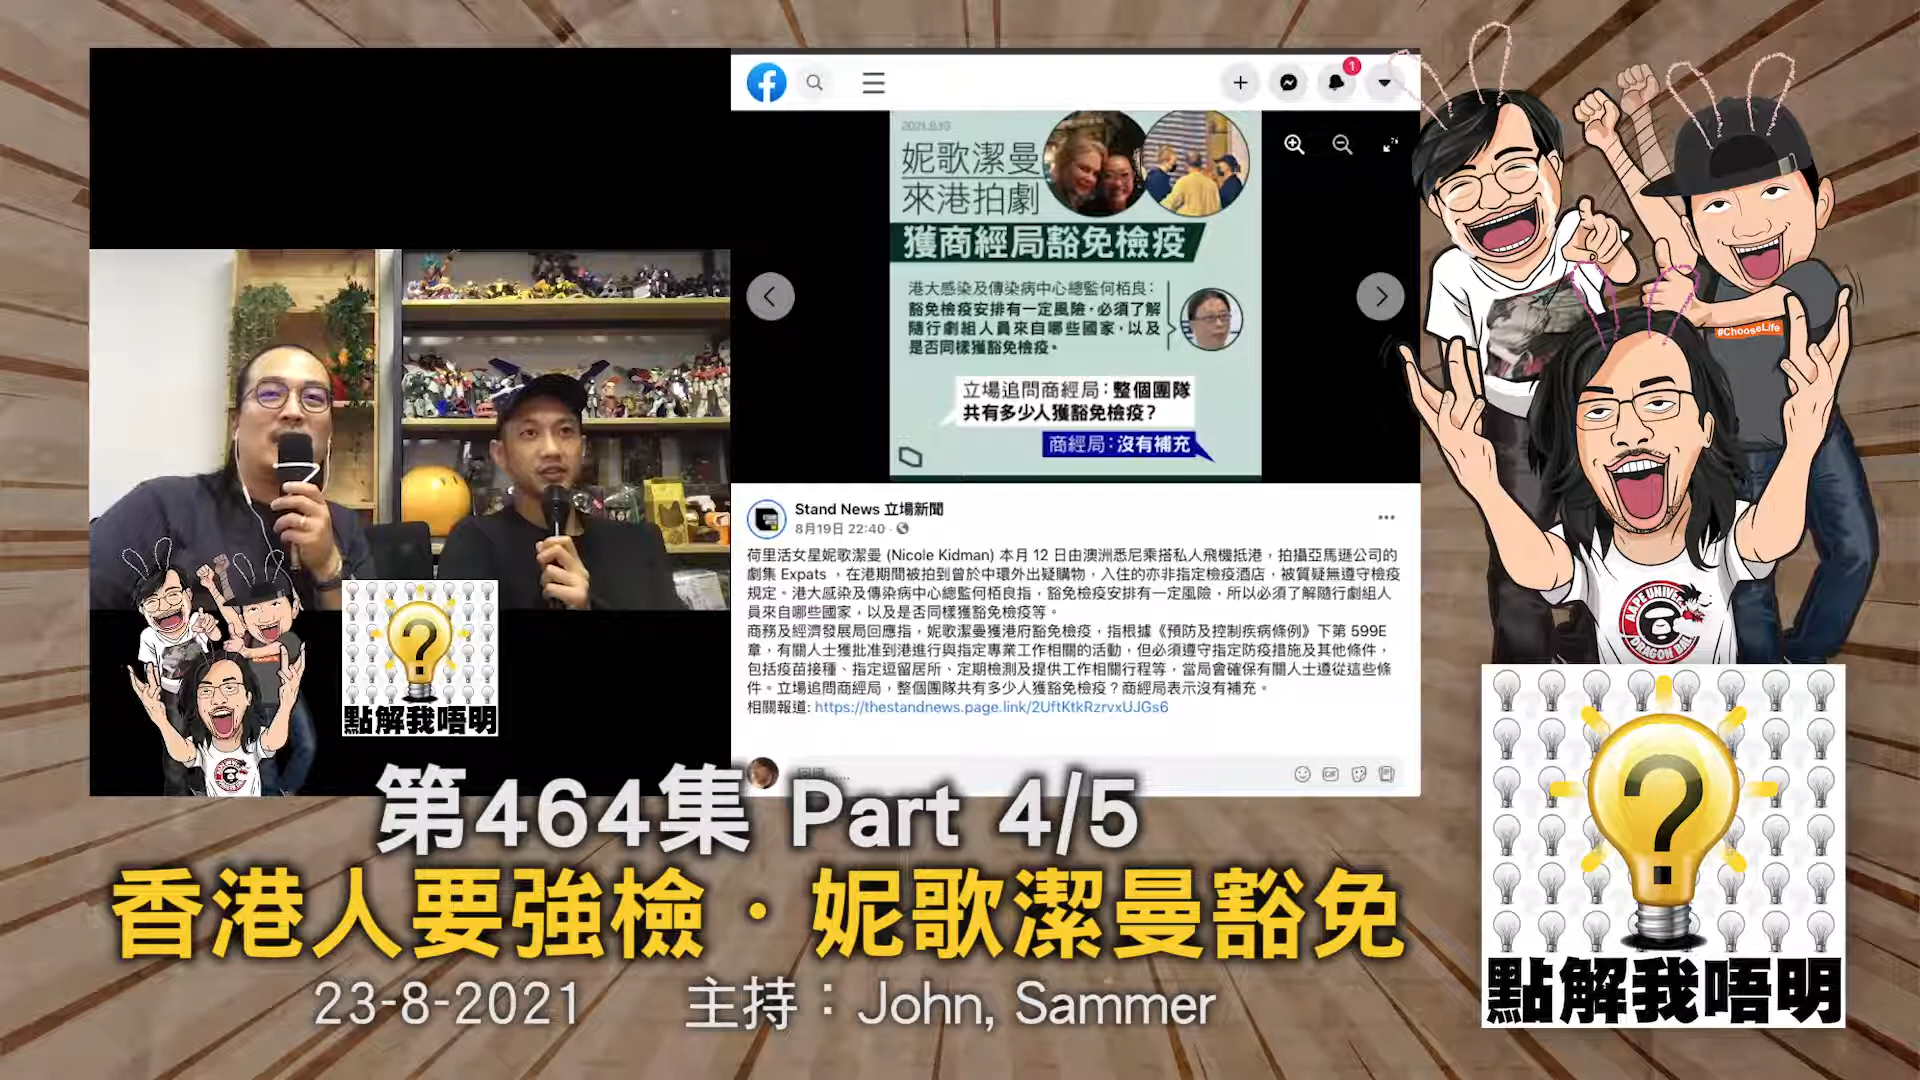 1
2021.8.19
妮歌潔曼
來港拍劇
獲商經局豁免檢疫
港大感染及傳染病中心總監何栢良：
豁免檢疫安排有一定風險，必須了解
隨行劇組人員來自哪些國家，以及
是否同樣獲豁免檢疫。
立場追問商經局：整個團隊
共有多少人獲豁免檢疫？
商經局：沒有補充
Stand News 立場新聞
8月19日 22:40
荷里活女星妮歌潔曼 (Nicole Kidman) 本月 12 日由澳洲悉尼乘搭私人飛機抵港，拍攝亞馬遜公司的
劇集 Expats ，在港期間被拍到曾於中環外出疑購物，入住的亦非指定檢疫酒店，被質疑無遵守檢疫
規定。港大感染及傳染病中心總監何栢良指，豁免檢疫安排有一定風險，所以必須了解隨行劇組人
員來自哪些國家，以及是否同樣獲豁免檢疫等。
商務及經濟發展局回應指，妮歌潔曼獲港府豁免檢疫，指根據《預防及控制疾病條例》下第 599E
章，有關人士獲批准到港進行與指定專業工作相關的活動，但必須遵守指定防疫措施及其他條件，
包括疫苗接種、指定逗留居所、定期檢測及提供工作相關行程等，當局會確保有關人士遵從這些條
件。立場追問商經局，整個團隊共有多少人獲豁免檢疫？商經局表示沒有補充。
相關報道: https://thestandnews.page.link/2UftKtkRzrvxUJGs6
GIF
#ChooseLife
AAPE UNIVERSE
DRAGON BALL
?
點解我唔明
第464集 Part 4/5
香港人要強檢・妮歌潔曼豁免
23-8-2021 主持：John, Sammer
?
點解我唔明